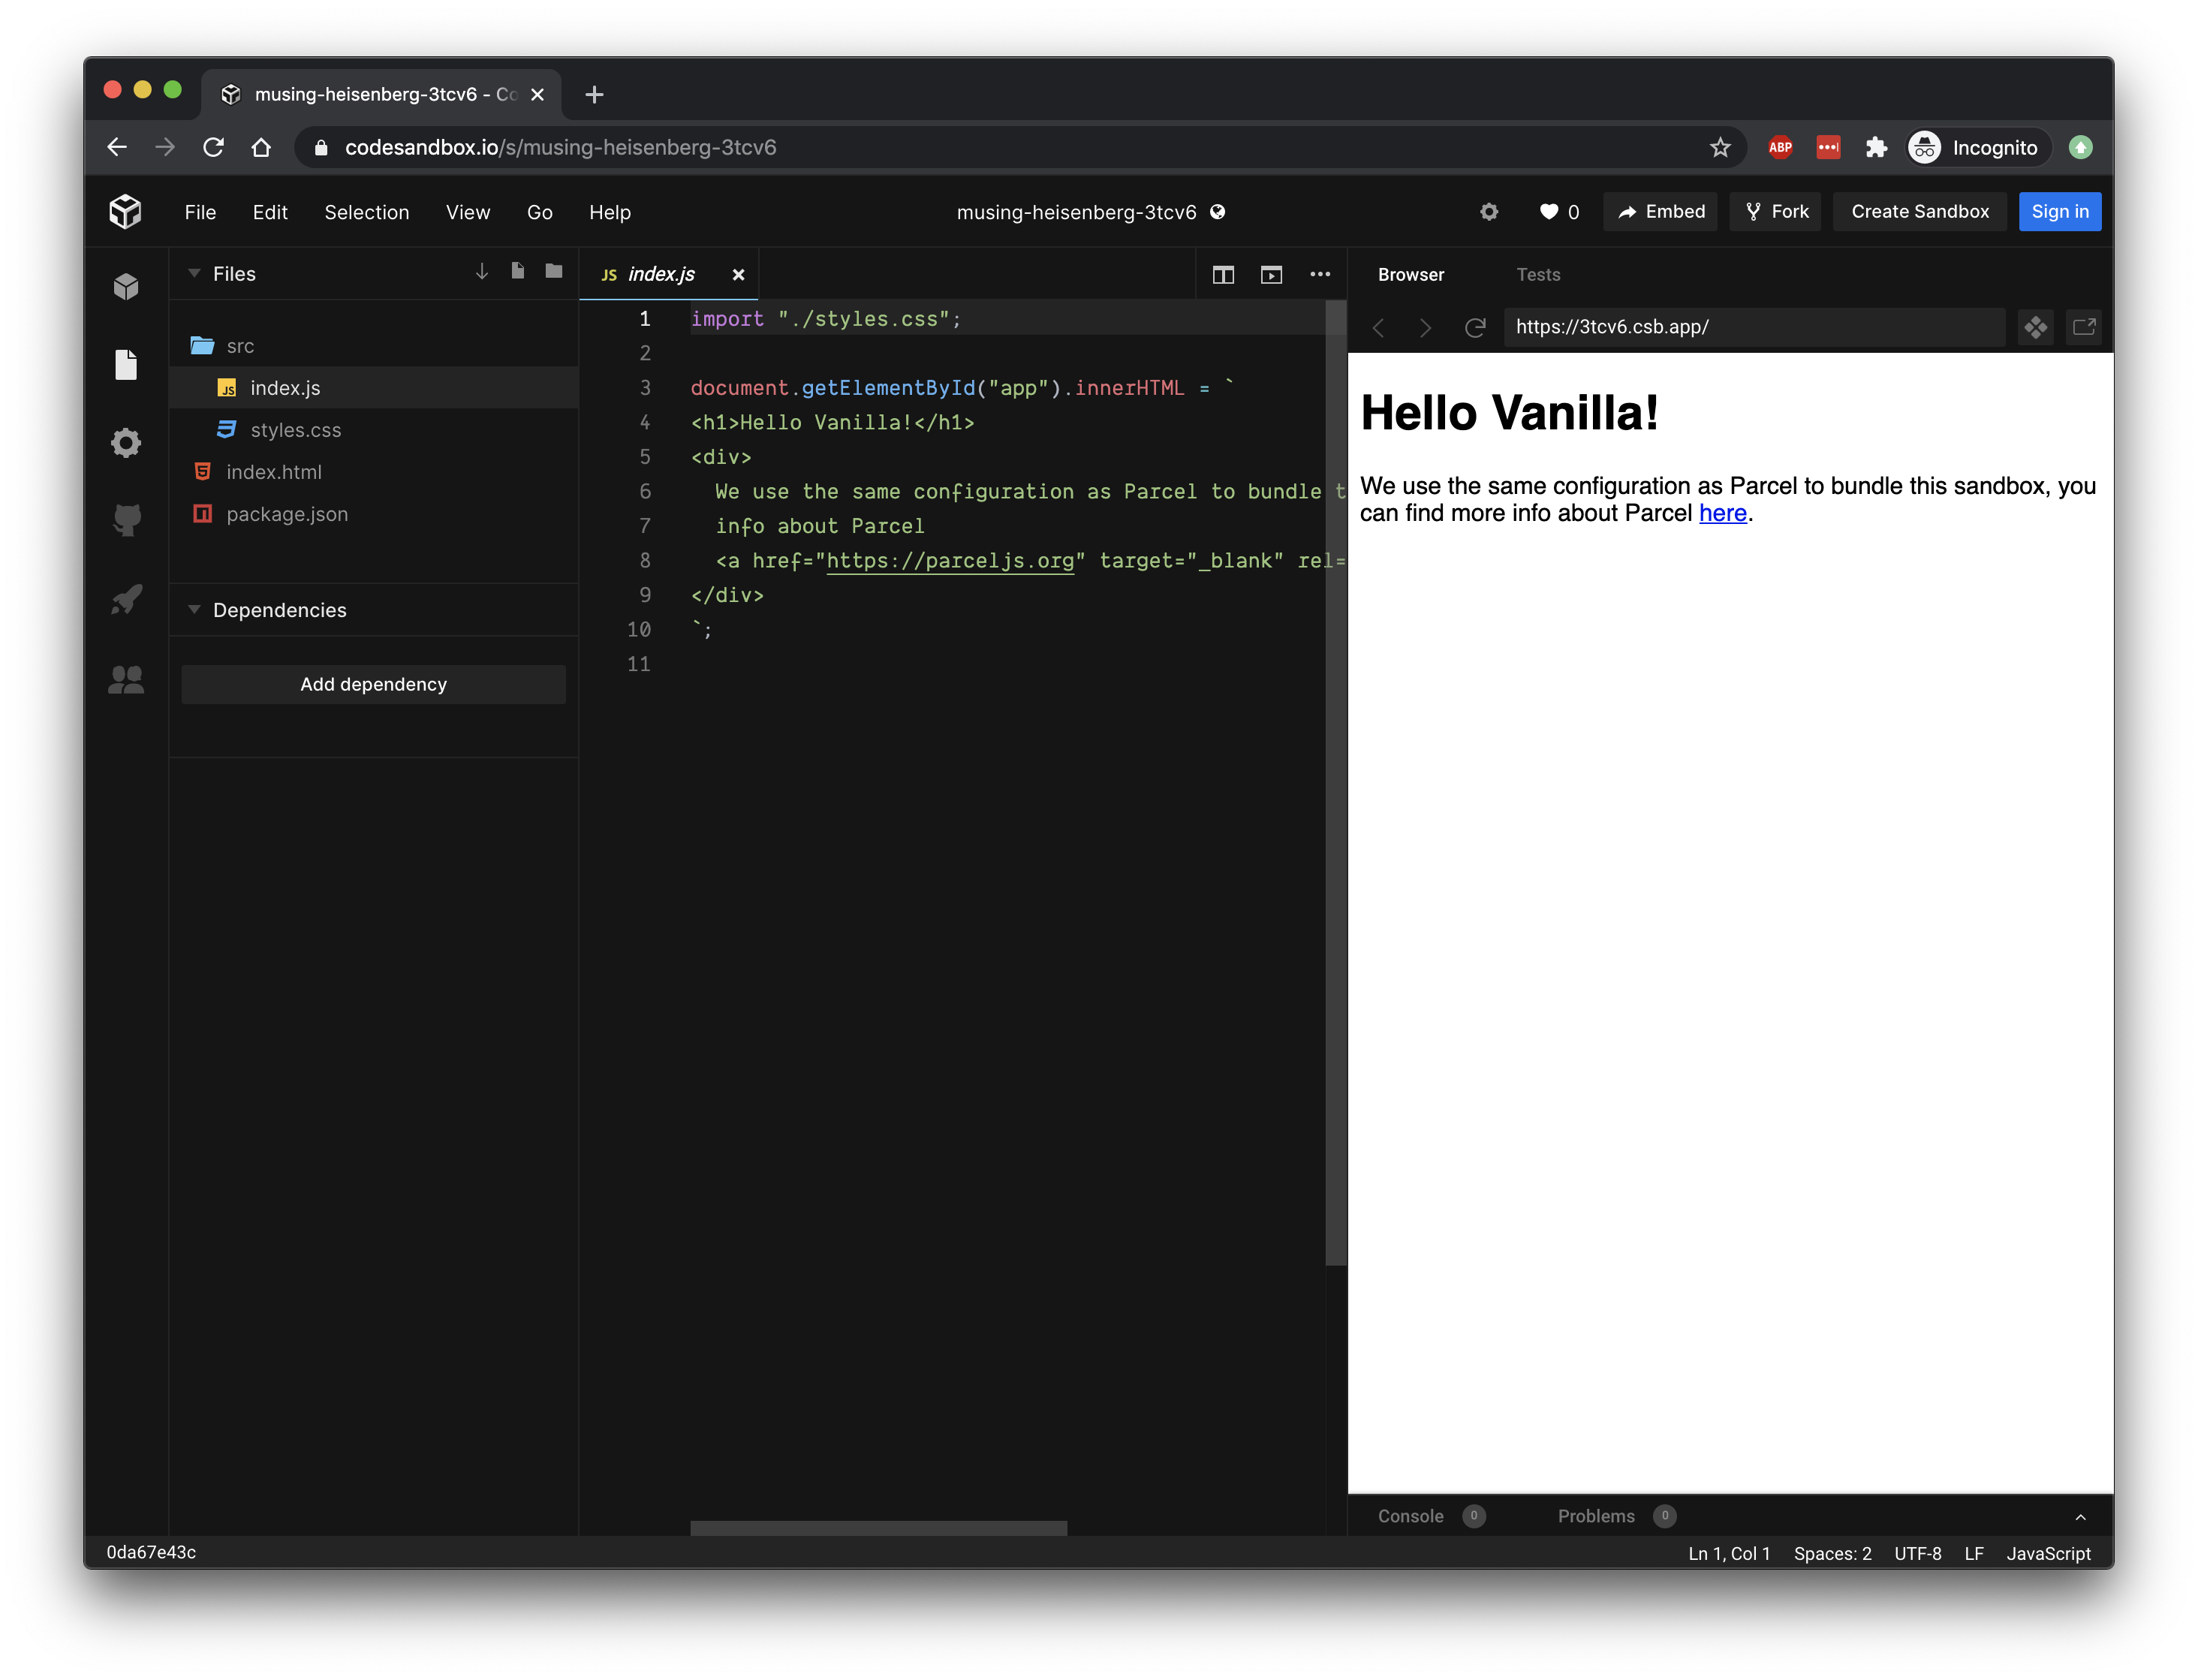 musing-heisenberg-3tcv6 - Co
codesandbox.io/s/musing-heisenberg-3tcv6
ABP
Incognito
File Edit Selection View Go Help
musing-heisenberg-3tcv6
0
Embed
Fork
Create Sandbox
Sign in
Files
src
JS index.js
styles.css
5 index.html
package.json
Dependencies
Add dependency
JS index.js
1 import "./styles.css";
2
3 document.getElementById("app").innerHTML = `
4 <h1>Hello Vanilla!</h1>
5 <div>
6 We use the same configuration as Parcel to bundle t
7 info about Parcel
8 <a href="https://parceljs.org" target="_blank" rel=
9 </div>
10 `;
11
Browser Tests
https://3tcv6.csb.app/
Hello Vanilla!
We use the same configuration as Parcel to bundle this sandbox, you
can find more info about Parcel here.
Console 0 Problems 0
0da67e43c
Ln 1, Col 1 Spaces: 2 UTF-8 LF JavaScript